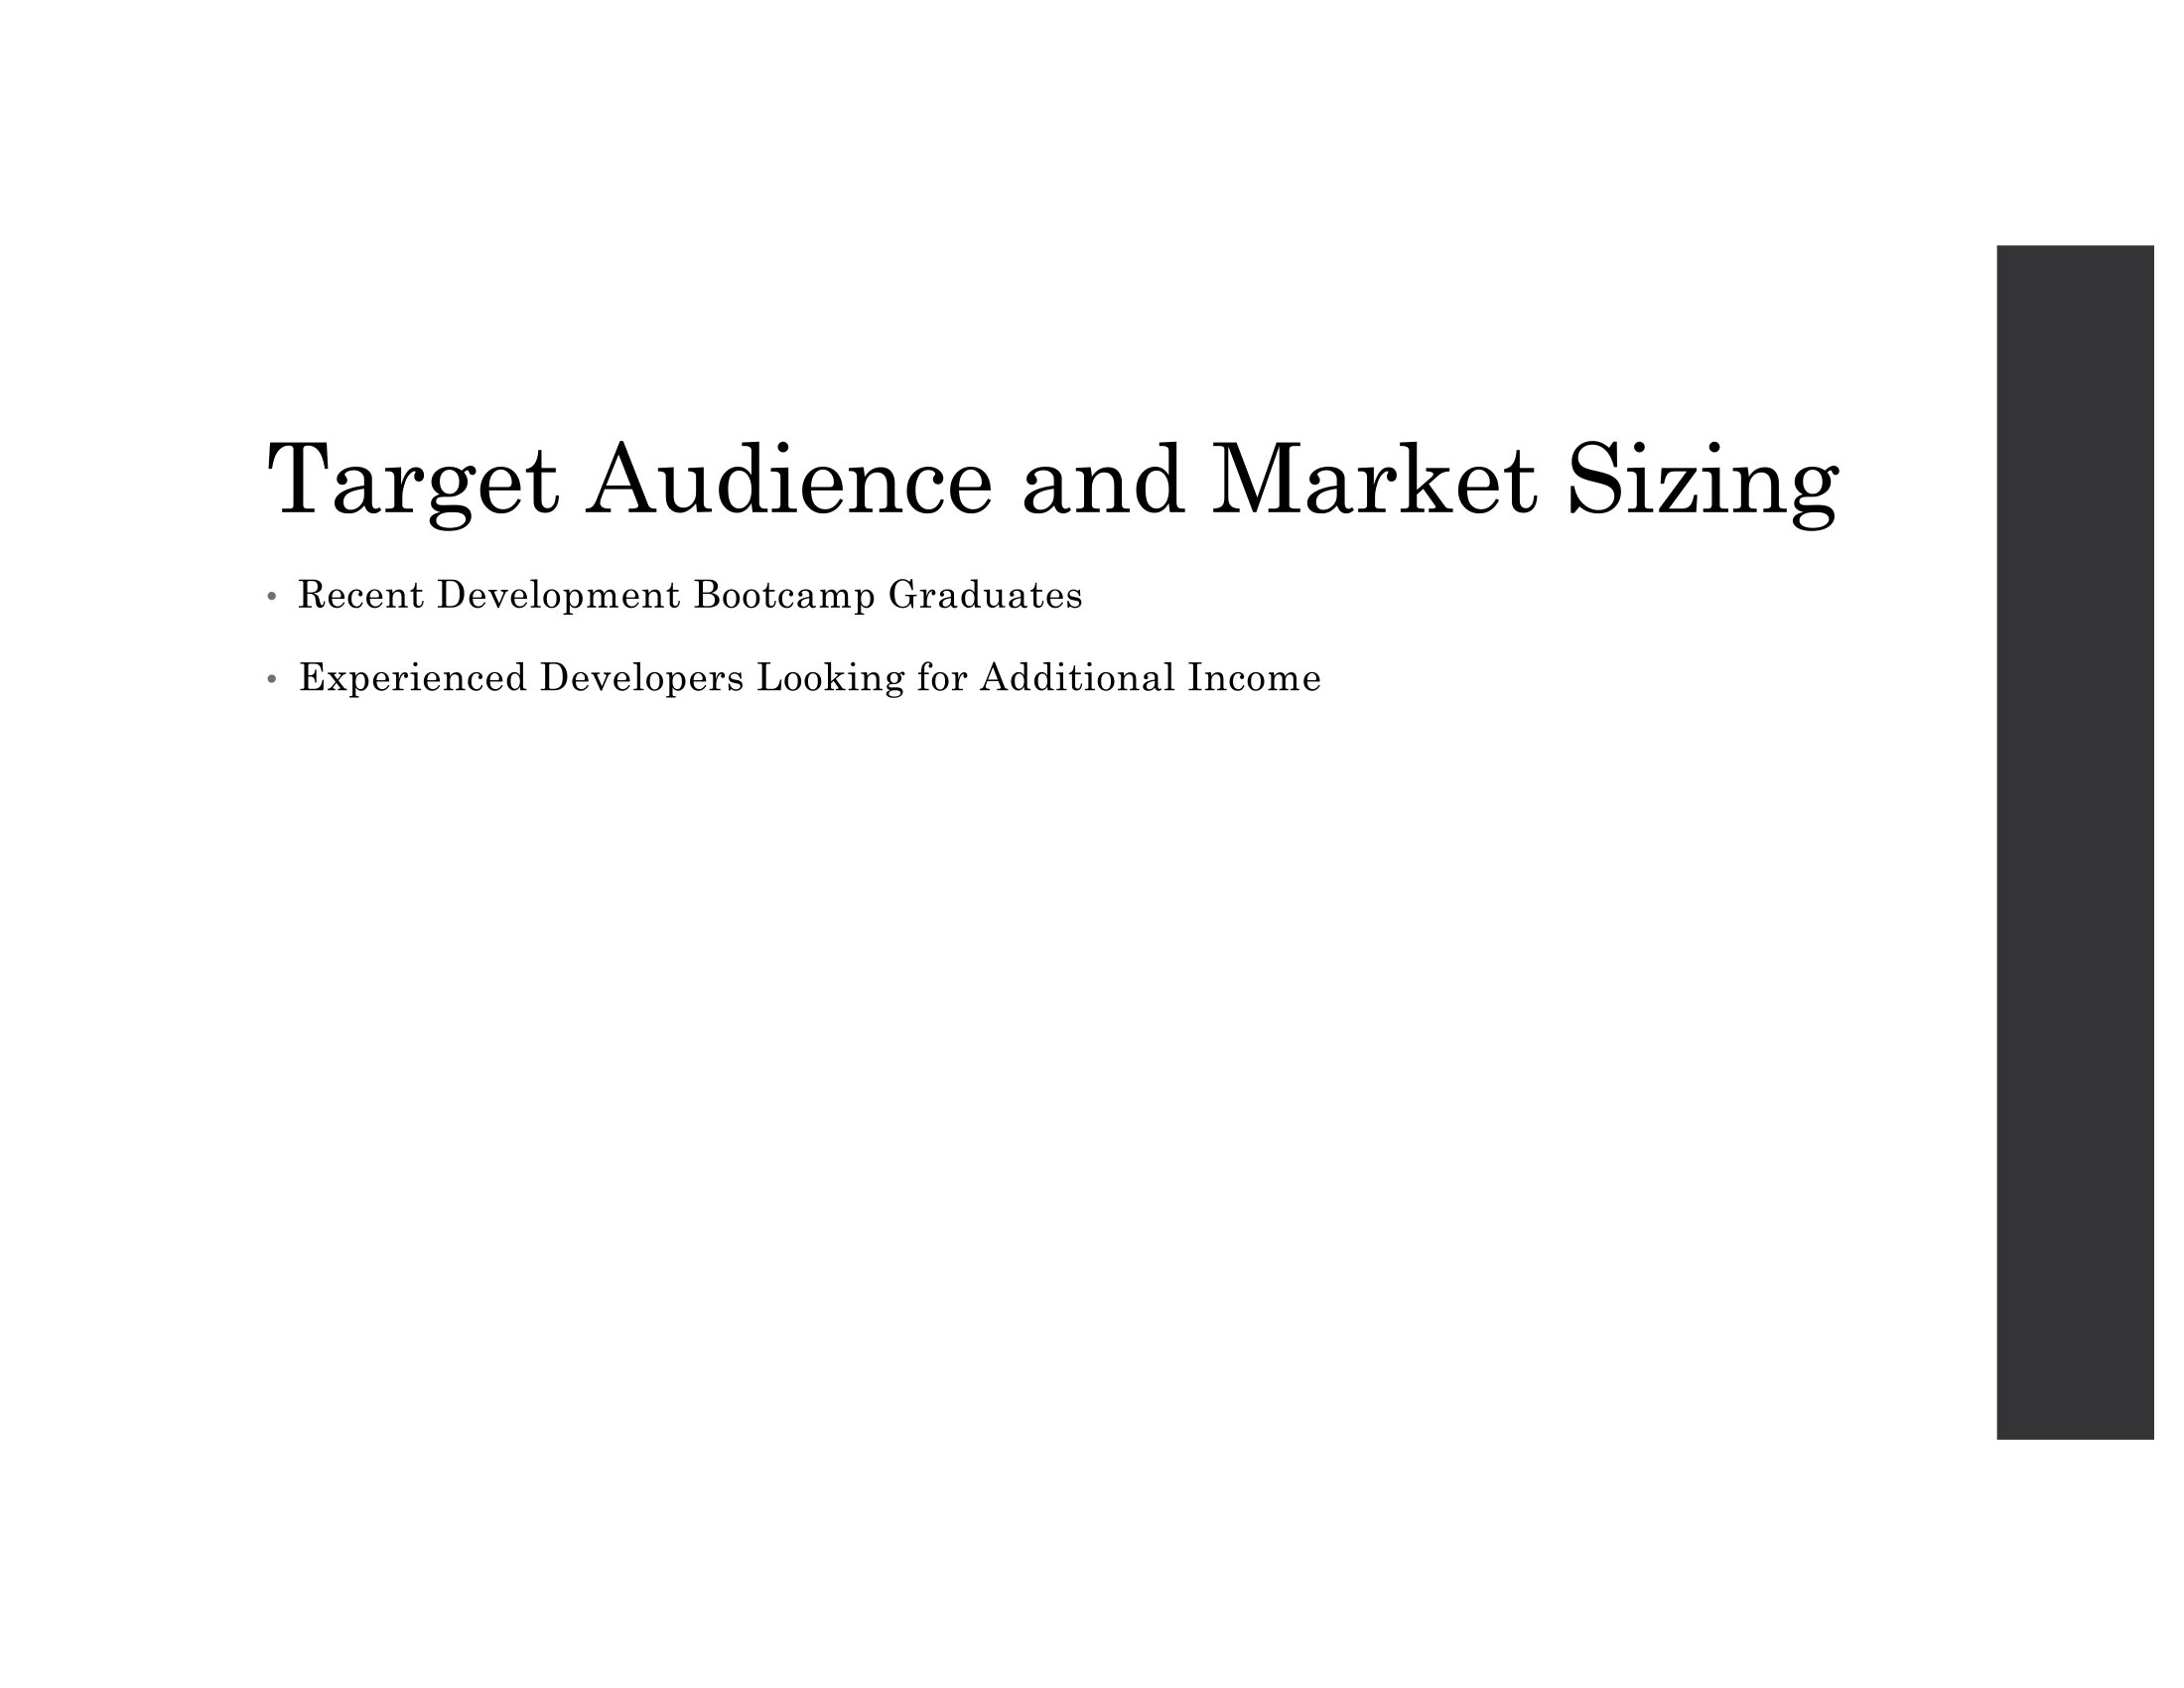 Target Audience and Market Sizing
• Recent Development Bootcamp Graduates
• Experienced Developers Looking for Additional Income